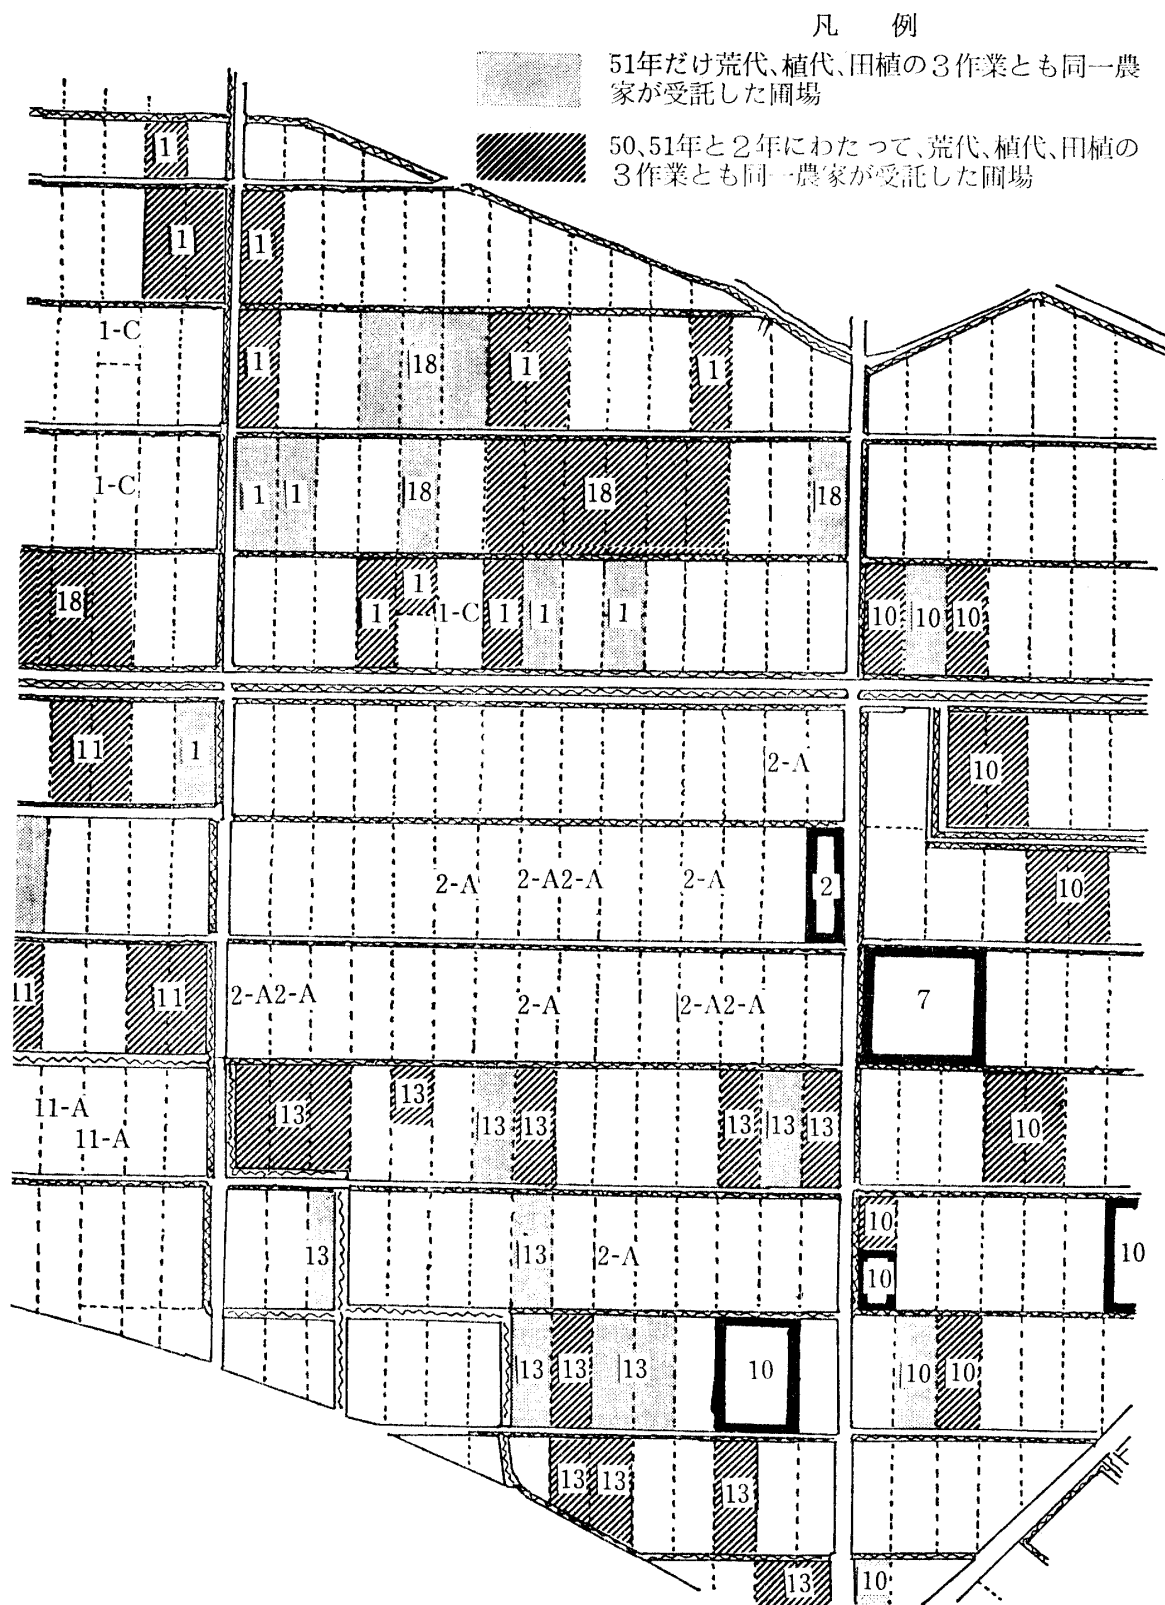 凡　例
51年だけ荒代、植代、田植の３作業とも同一農
家が受託した圃場
50、51年と２年にわたって、荒代、植代、田植の
３作業とも同一農家が受託した圃場
1
1 1
1-C
1 18 1 1
1-C
1 1 18 18 18
18 1 1 1-C 1 1 1 10 10 10
11 1 2-A 10
2-A 2-A2-A 2-A 2 10
11 11 2-A2-A 2-A 2-A2-A 7
11-A 11-A 13 13 13 13 13 13 13 10
13 13 2-A 10 10 10
13 13 13 10 10 10
13 13 13
13 10